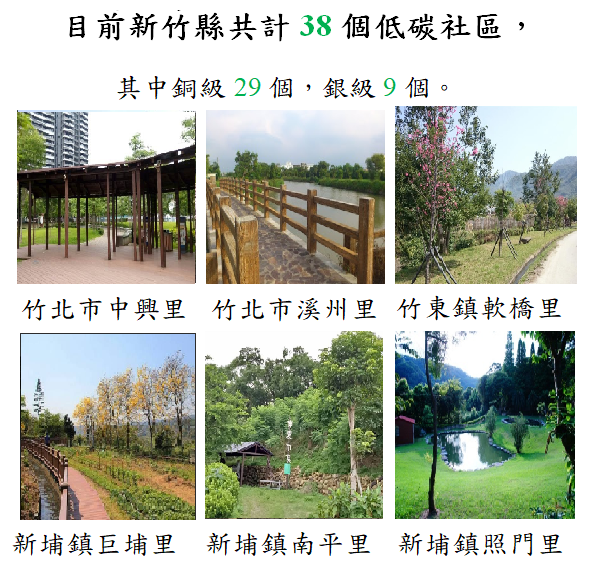 目前新竹縣共計 38 個低碳社區，
其中銅級 29 個，銀級 9 個。
竹北市中興里 竹北市溪州里 竹東鎮軟橋里
新埔鎮巨埔里 新埔鎮南平里 新埔鎮照門里